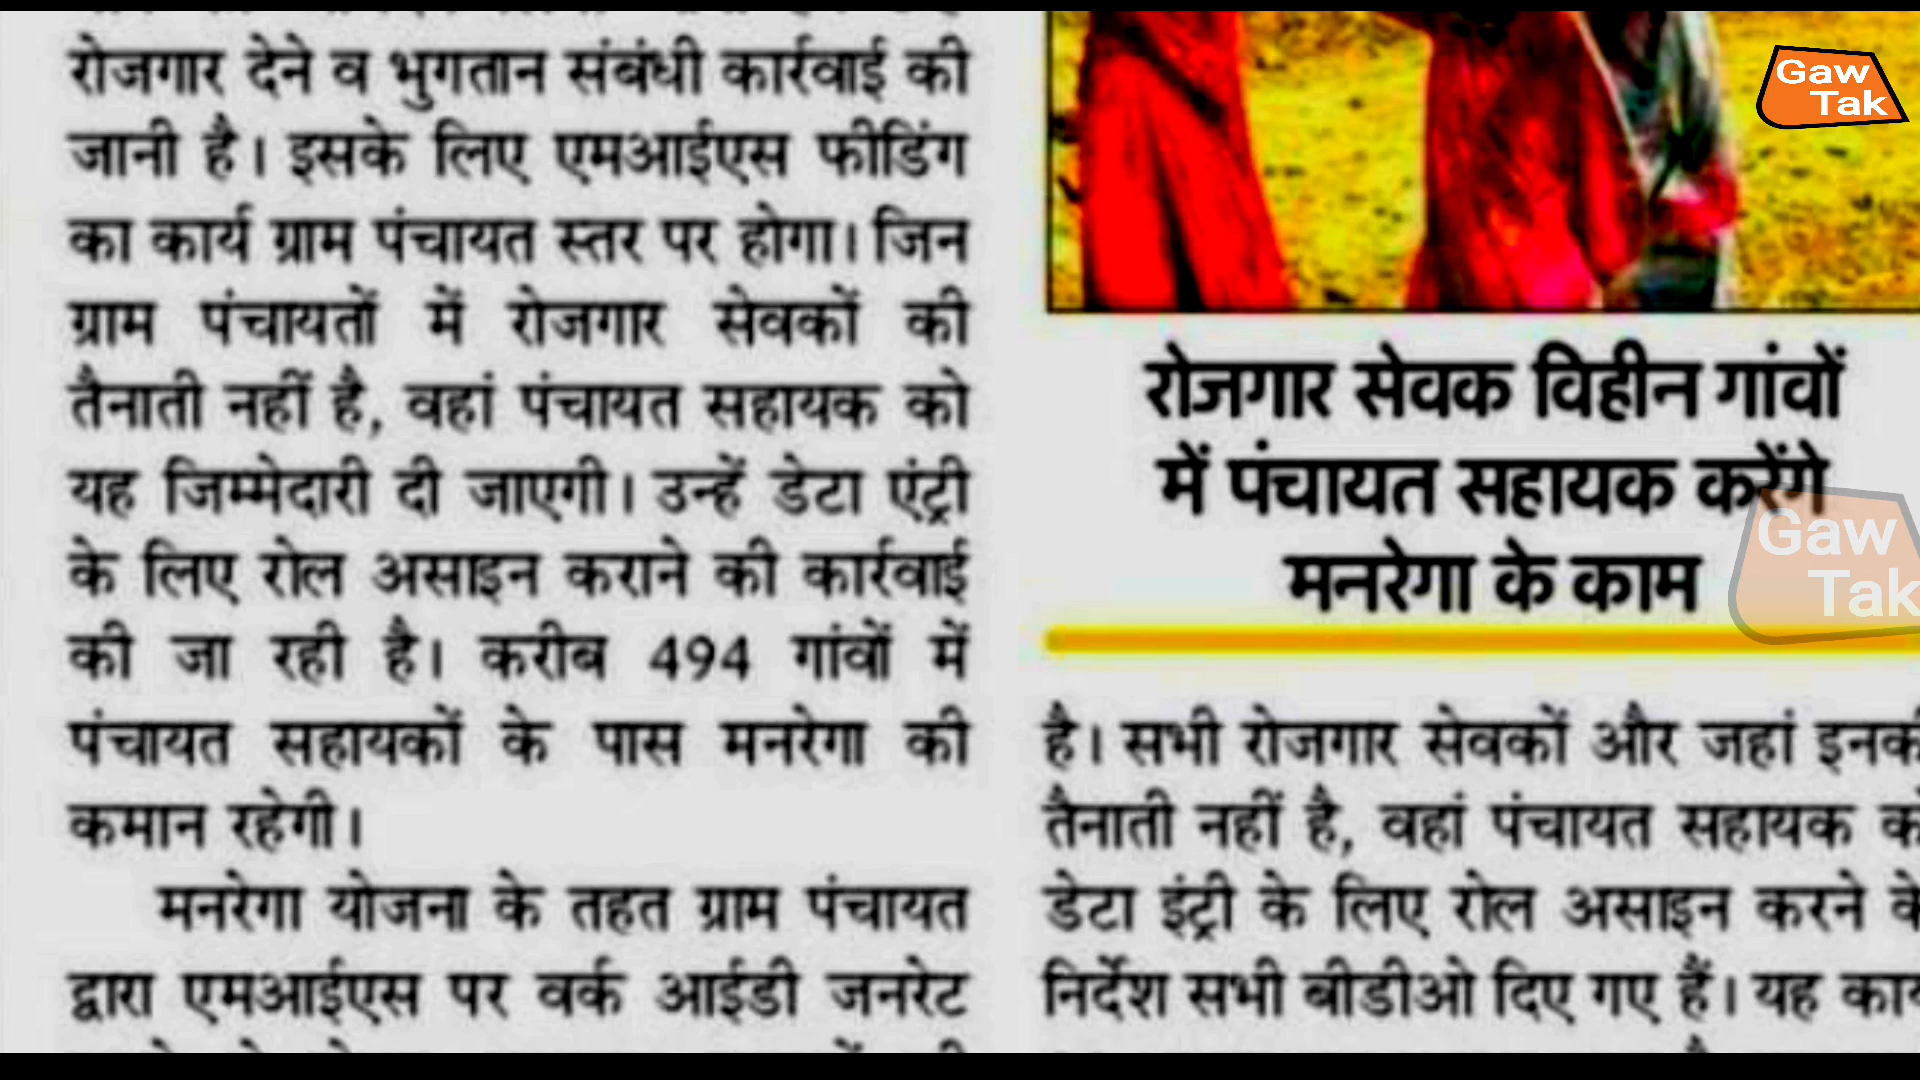 रोजगार देने व भुगतान संबंधी कार्रवाई की
जानी है। इसके लिए एमआईएस फीडिंग
का कार्य ग्राम पंचायत स्तर पर होगा। जिन
ग्राम पंचायतों में रोजगार सेवकों की
तैनाती नहीं है, वहां पंचायत सहायक को
यह जिम्मेदारी दी जाएगी। उन्हें डेटा एंट्री
के लिए रोल असाइन कराने की कार्रवाई
की जा रही है। करीब 494 गांवों में
पंचायत सहायकों के पास मनरेगा की
कमान रहेगी।
मनरेगा योजना के तहत ग्राम पंचायत
द्वारा एमआईएस पर वर्क आईडी जनरेट
Gaw
Tak
रोजगार सेवक विहीन गांवों
में पंचायत सहायक करेंगे
मनरेगा के काम
Gaw
Tak
है। सभी रोजगार सेवकों और जहां
तैनाती नहीं है, वहां पंचायत सहायक
डेटा इंट्री के लिए रोल असाइन करने
निर्देश सभी बीडीओ दिए गए हैं। यह